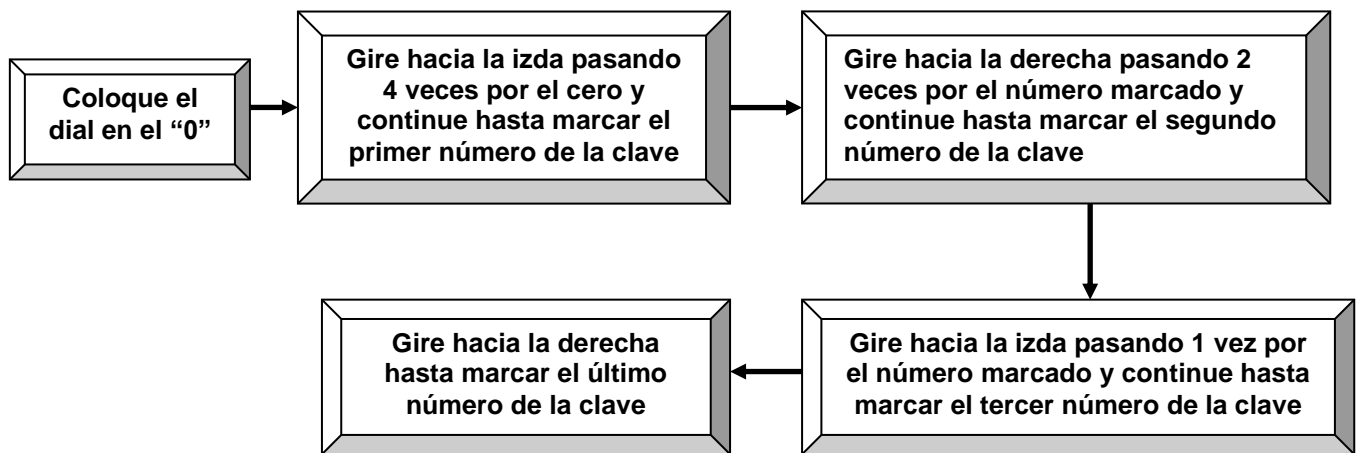 Coloque el
dial en el “0”
Gire hacia la izda pasando
4 veces por el cero y
continue hasta marcar el
primer número de la clave
Gire hacia la derecha pasando 2
veces por el número marcado y
continue hasta marcar el segundo
número de la clave
Gire hacia la izda pasando 1 vez por
el número marcado y continue hasta
marcar el tercer número de la clave
Gire hacia la derecha
hasta marcar el último
número de la clave